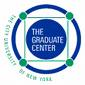 THE CITY UNIVERSITY
OF NEW YORK
THE
GRADUATE
CENTER